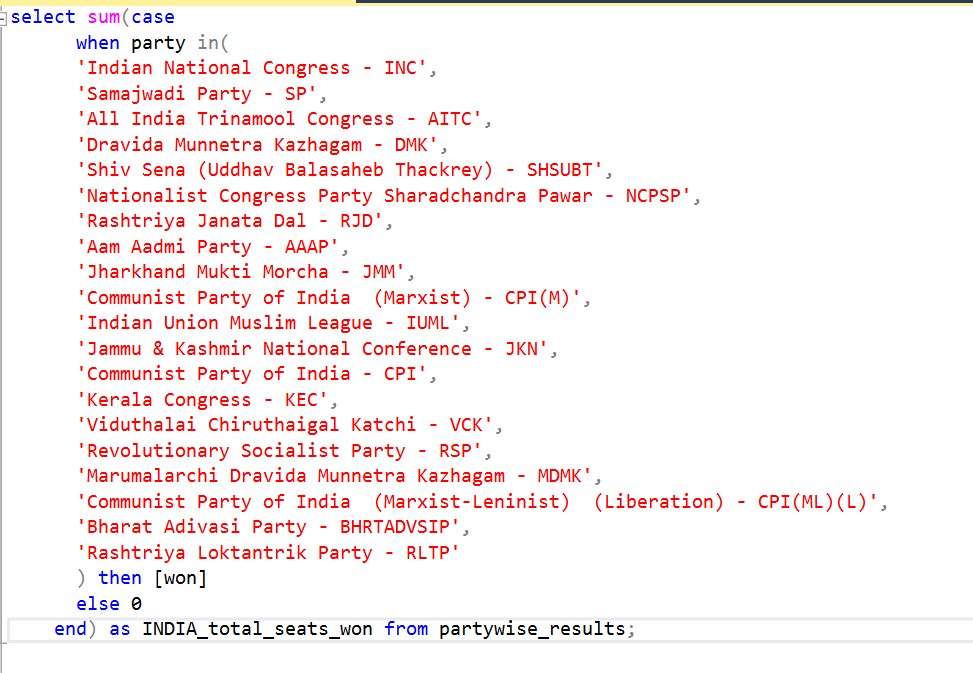 select sum(case
when party in(
'Indian National Congress - INC',
'Samajwadi Party - SP',
'All India Trinamool Congress - AITC',
'Dravida Munnetra Kazhagam - DMK',
'Shiv Sena (Uddhav Balasaheb Thackrey) - SHSUBT',
'Nationalist Congress Party Sharadchandra Pawar - NCPSP',
'Rashtriya Janata Dal - RJD',
'Aam Aadmi Party - AAAP',
'Jharkhand Mukti Morcha - JMM',
'Communist Party of India  (Marxist) - CPI(M)',
'Indian Union Muslim League - IUML',
'Jammu & Kashmir National Conference - JKN',
'Communist Party of India - CPI',
'Kerala Congress - KEC',
'Viduthalai Chiruthaigal Katchi - VCK',
'Revolutionary Socialist Party - RSP',
'Marumalarchi Dravida Munnetra Kazhagam - MDMK',
'Communist Party of India  (Marxist-Leninist)  (Liberation) - CPI(ML)(L)',
'Bharat Adivasi Party - BHRTADVSIP',
'Rashtriya Loktantrik Party - RLTP'
) then [won]
else 0
end) as INDIA_total_seats_won from partywise_results;